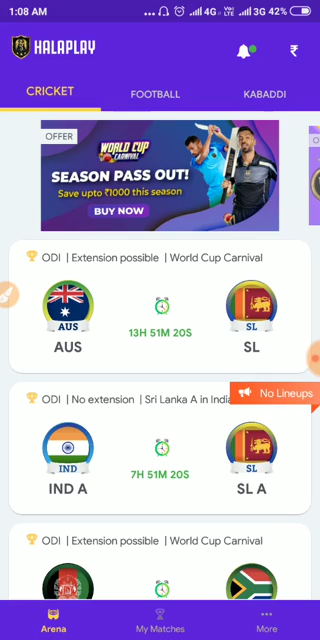 1:08 AM
... 4G Vo) LTE 3G 42%
HALAPLAY
₹
CRICKET
FOOTBALL
KABADDI
OFFER
WORLD CUP
CARNIVAL
SEASON PASS OUT!
Save upto ₹1000 this season
BUY NOW
ODI | Extension possible | World Cup Carnival
AUS
SL
AUS
13H 51M 20S
SL
ODI | No extension | Sri Lanka A in India
No Lineups
IND
SL
IND A
7H 51M 20S
SL A
ODI | Extension possible | World Cup Carnival
Arena
My Matches
More